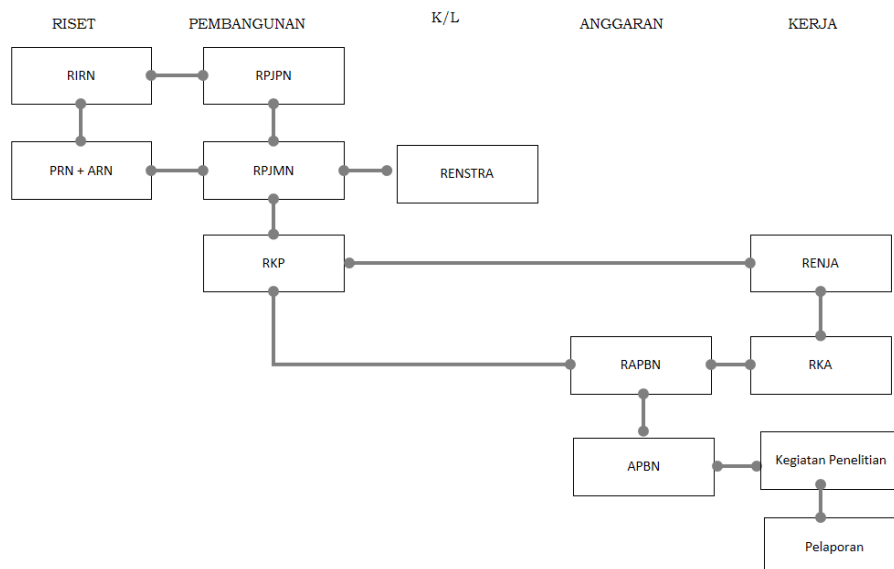 RISET
PEMBANGUNAN
K/L
ANGGARAN
KERJA
RIRN
RPJPN
PRN + ARN
RPJMN
RENSTRA
RKP
RENJA
RAPBN
RKA
APBN
Kegiatan Penelitian
Pelaporan